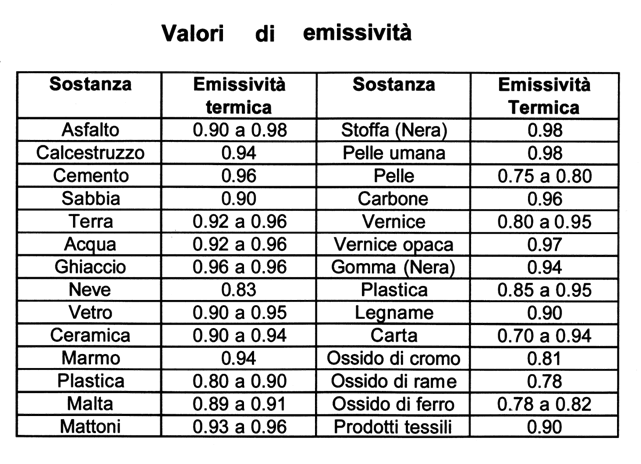 Valori di emissività
Sostanza Emissività termica Sostanza Emissività Termica
Asfalto 0.90 a 0.98 Stoffa (Nera) 0.98
Calcestruzzo 0.94 Pelle umana 0.98
Cemento 0.96 Pelle 0.75 a 0.80
Sabbia 0.90 Carbone 0.96
Terra 0.92 a 0.96 Vernice 0.80 a 0.95
Acqua 0.92 a 0.96 Vernice opaca 0.97
Ghiaccio 0.96 a 0.96 Gomma (Nera) 0.94
Neve 0.83 Plastica 0.85 a 0.95
Vetro 0.90 a 0.95 Legname 0.90
Ceramica 0.90 a 0.94 Carta 0.70 a 0.94
Marmo 0.94 Ossido di cromo 0.81
Plastica 0.80 a 0.90 Ossido di rame 0.78
Malta 0.89 a 0.91 Ossido di ferro 0.78 a 0.82
Mattoni 0.93 a 0.96 Prodotti tessili 0.90